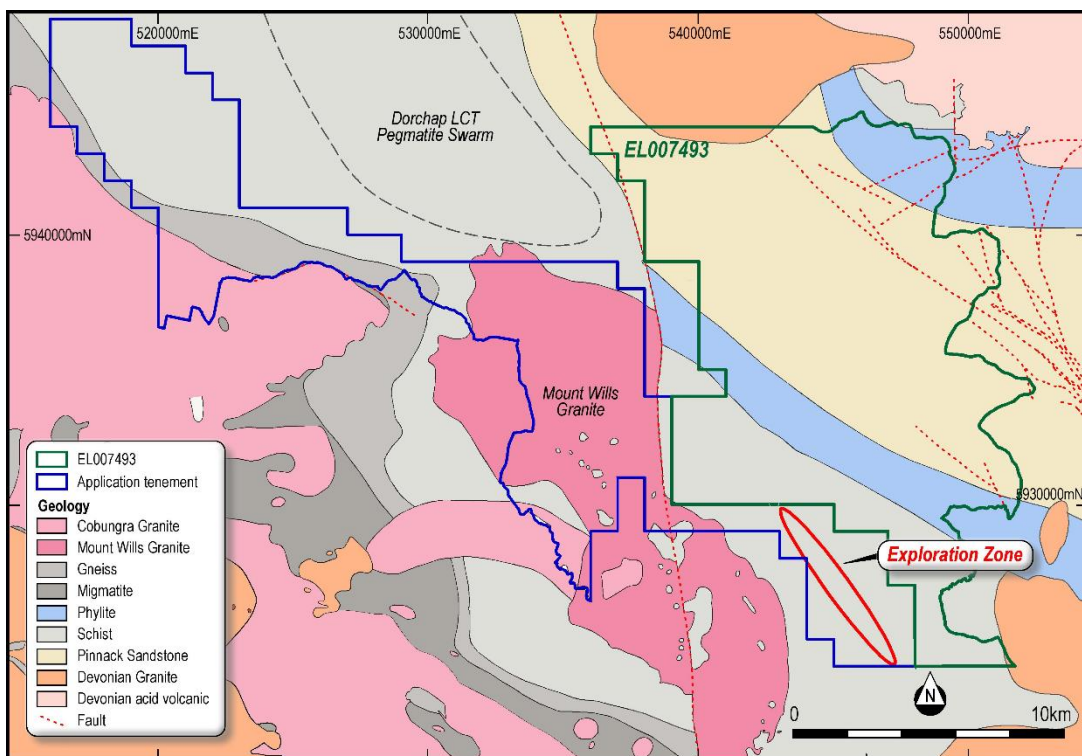 520000mE
530000mE
540000mE
550000mE
Dorchap LCT
Pegmatite Swarm
EL007493
5940000mN
Mount Wills
Granite
5930000mN
Exploration Zone
EL007493
Application tenement
Geology
Cobungra Granite
Mount Wills Granite
Gneiss
Migmatite
Phylite
Schist
Pinnack Sandstone
Devonian Granite
Devonian acid volcanic
Fault
N
0
10km